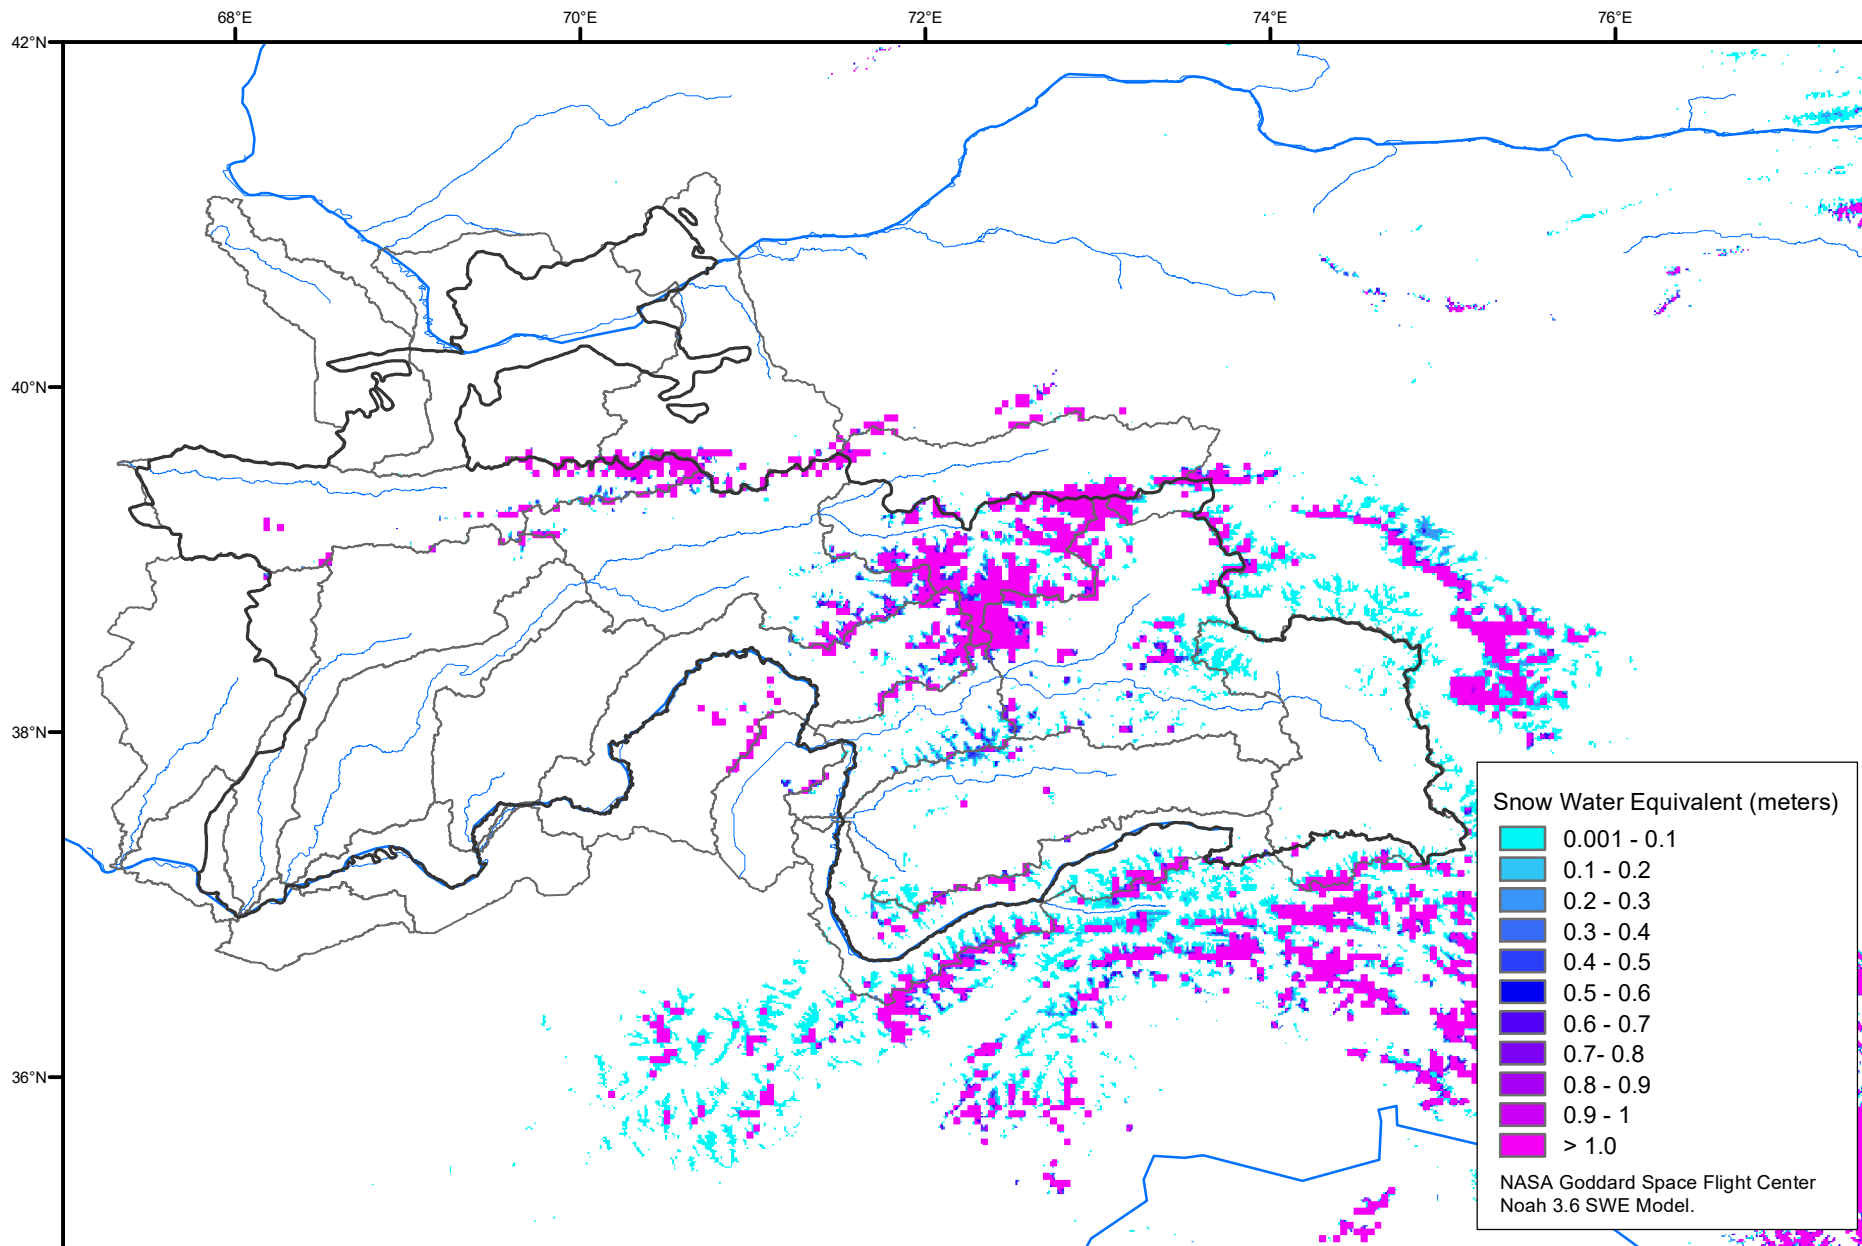 68°E 70°E 72°E 74°E 76°E
42°N
40°N
38°N
36°N
Snow Water Equivalent (meters)
0.001 - 0.1
0.1 - 0.2
0.2 - 0.3
0.3 - 0.4
0.4 - 0.5
0.5 - 0.6
0.6 - 0.7
0.7- 0.8
0.8 - 0.9
0.9 - 1
> 1.0
NASA Goddard Space Flight Center
Noah 3.6 SWE Model.